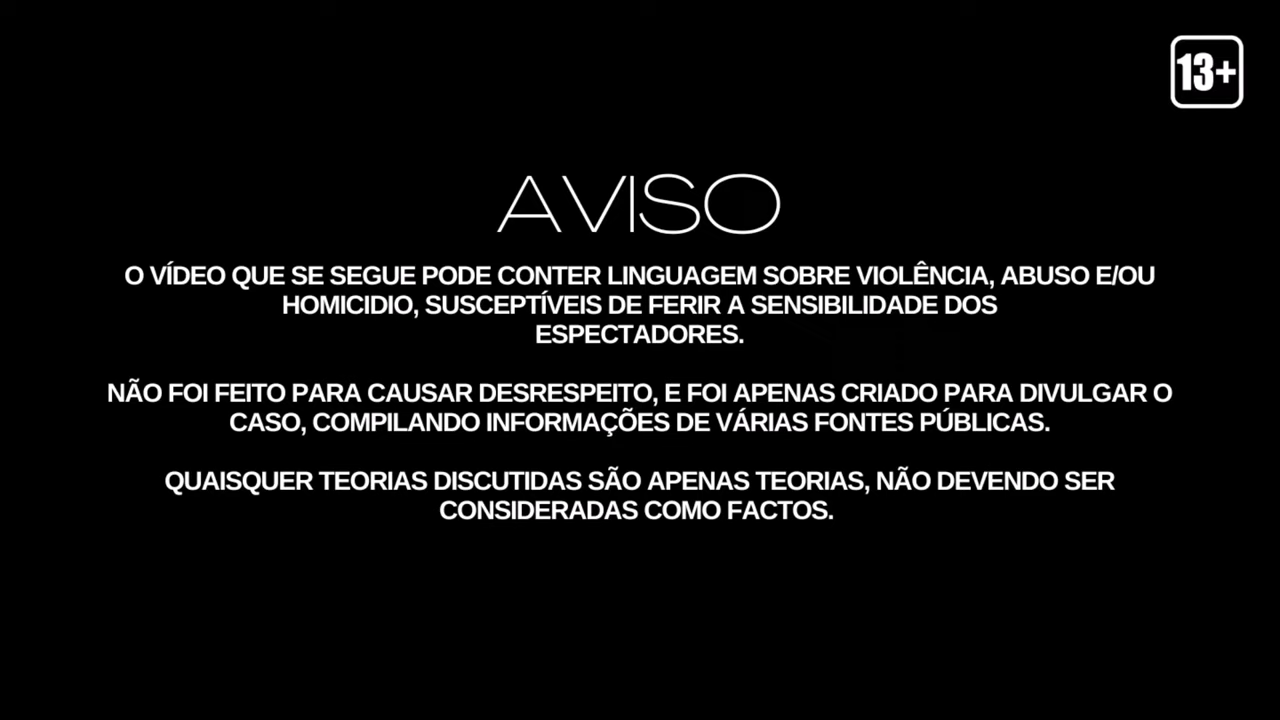 13+
AVISO
O VÍDEO QUE SE SEGUE PODE CONTER LINGUAGEM SOBRE VIOLÊNCIA, ABUSO E/OU
HOMICIDIO, SUSCEPTÍVEIS DE FERIR A SENSIBILIDADE DOS
ESPECTADORES.
NÃO FOI FEITO PARA CAUSAR DESRESPEITO, E FOI APENAS CRIADO PARA DIVULGAR O
CASO, COMPILANDO INFORMAÇÕES DE VÁRIAS FONTES PÚBLICAS.
QUAISQUER TEORIAS DISCUTIDAS SÃO APENAS TEORIAS, NÃO DEVENDO SER
CONSIDERADAS COMO FACTOS.